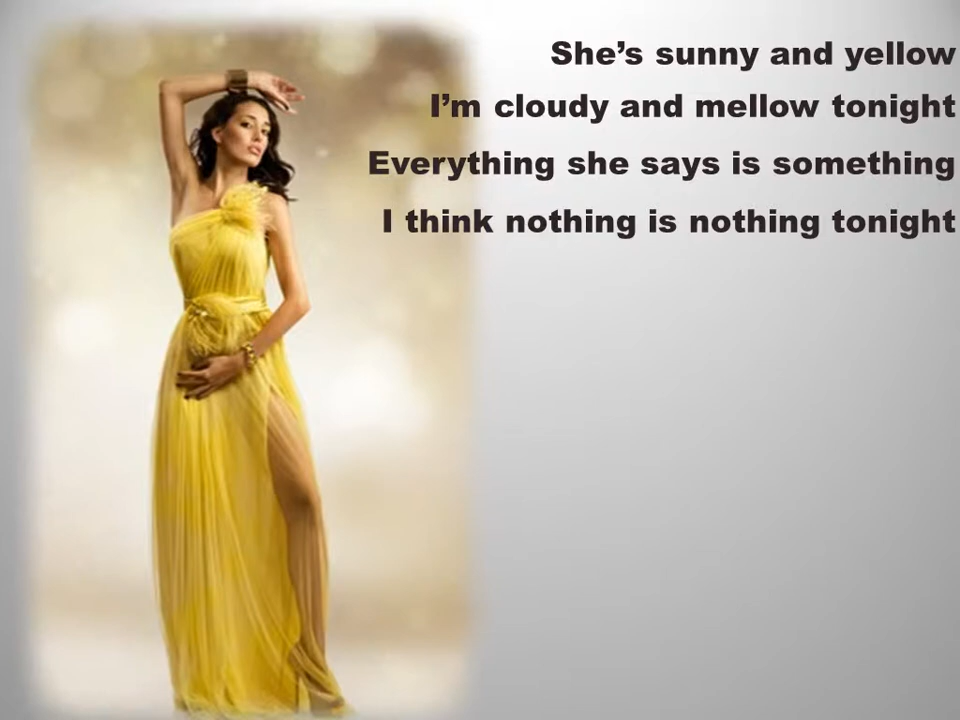 She’s sunny and yellow
I’m cloudy and mellow tonight
Everything she says is something
I think nothing is nothing tonight